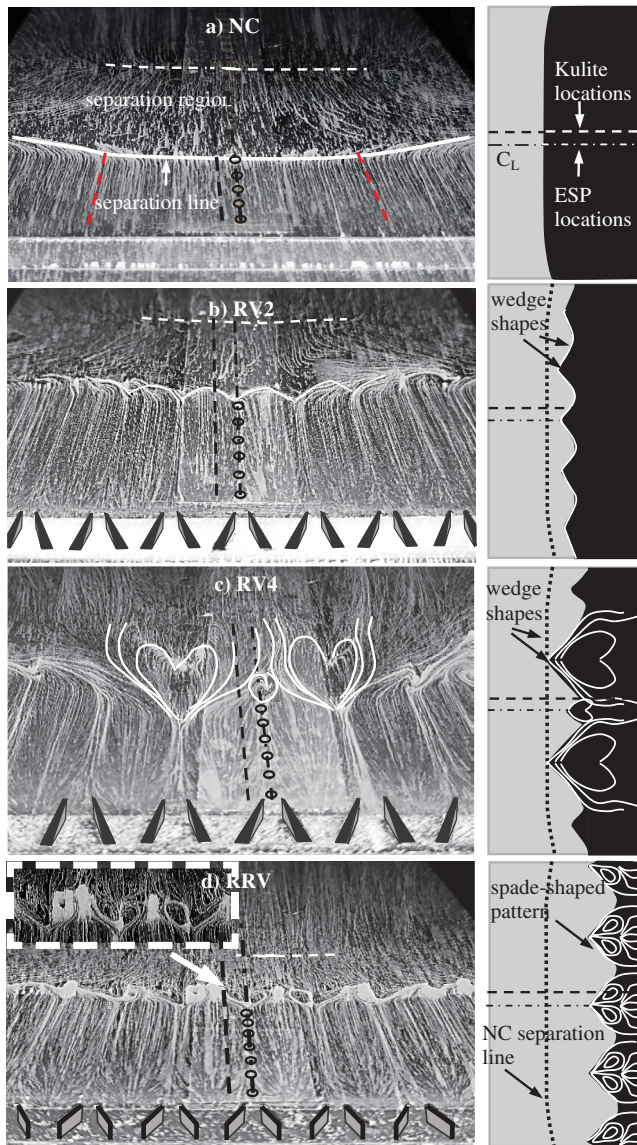 a) NC
separation region
separation line
Kulite
locations
C_L
ESP
locations
b) RV2
wedge
shapes
c) RV4
wedge
shapes
d) RRV
spade-shaped
pattern
NC separation
line